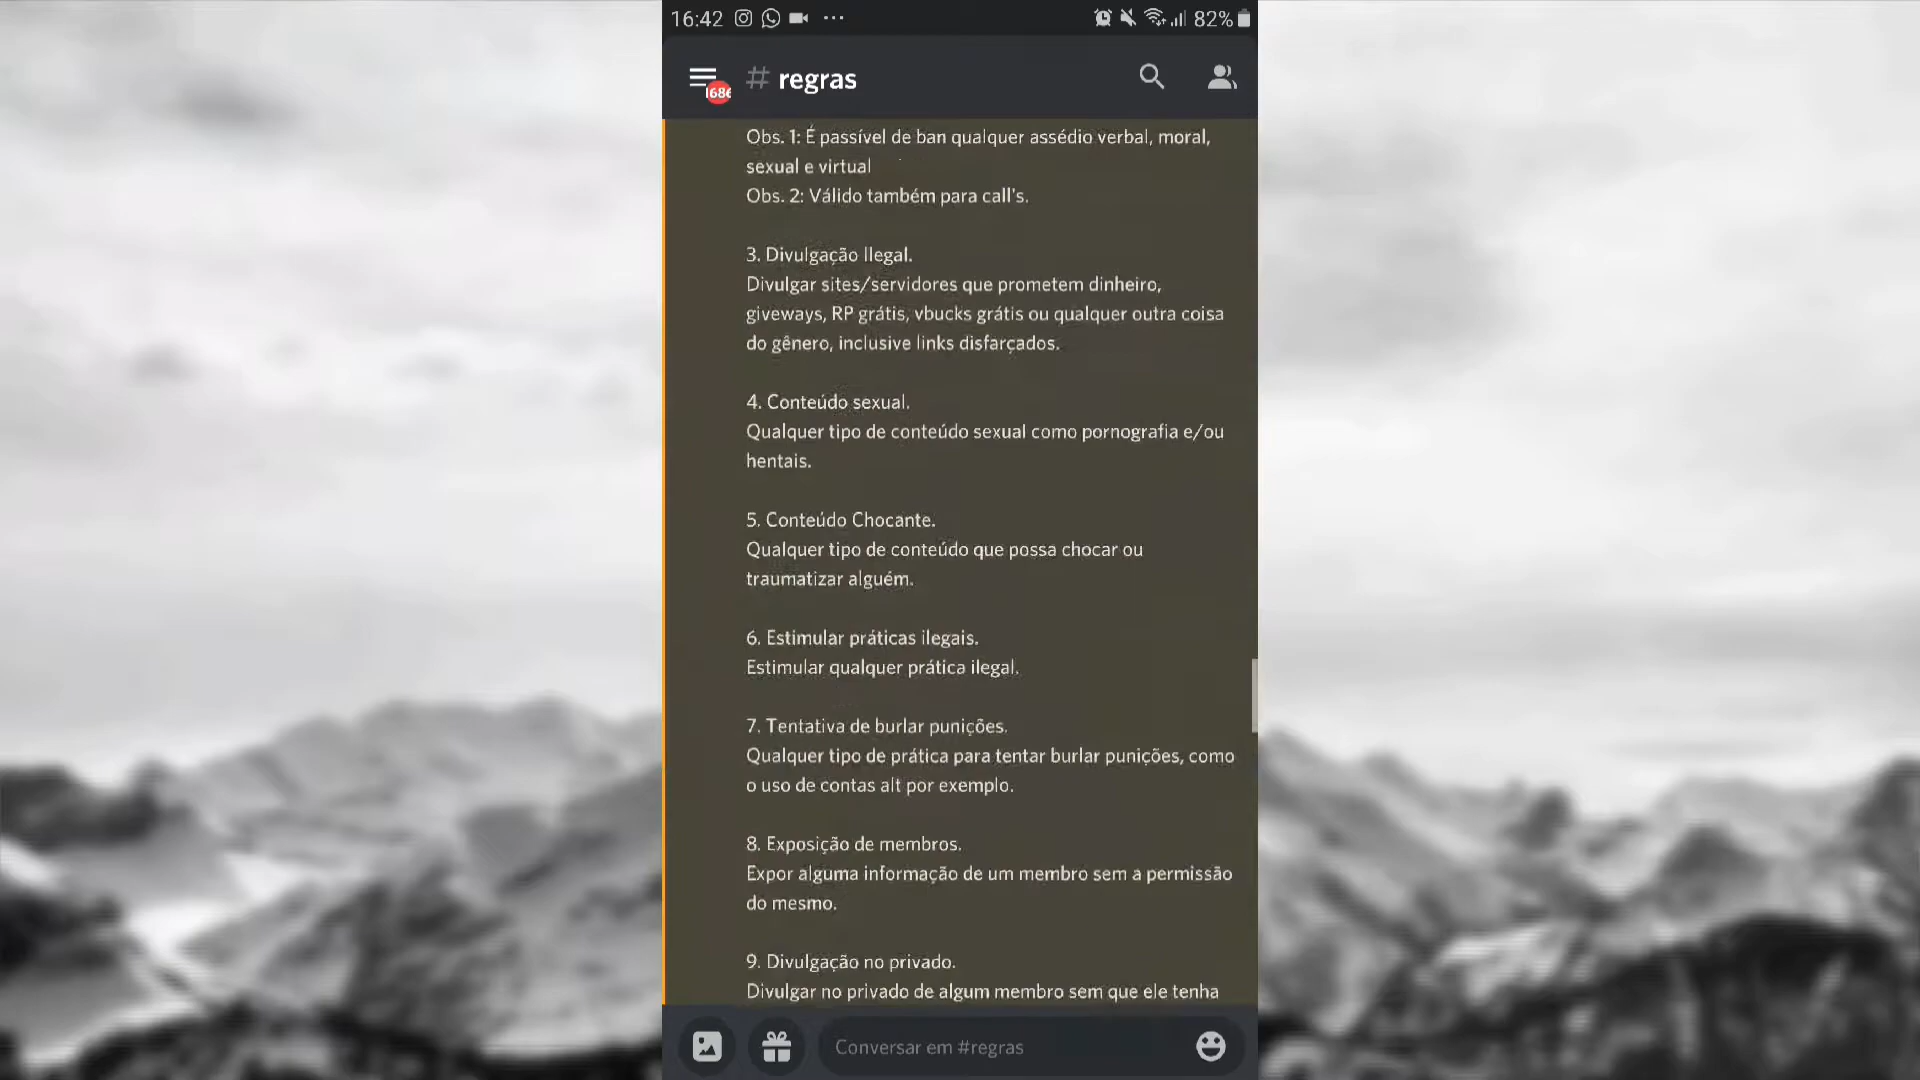 16:42
82%
# regras
Obs. 1: É passível de ban qualquer assédio verbal, moral,
sexual e virtual
Obs. 2: Válido também para call's.
3. Divulgação Ilegal.
Divulgar sites/servidores que prometem dinheiro,
giveways, RP grátis, vbucks grátis ou qualquer outra coisa
do gênero, inclusive links disfarçados.
4. Conteúdo sexual.
Qualquer tipo de conteúdo sexual como pornografia e/ou
hentais.
5. Conteúdo Chocante.
Qualquer tipo de conteúdo que possa chocar ou
traumatizar alguém.
6. Estimular práticas ilegais.
Estimular qualquer prática ilegal.
7. Tentativa de burlar punições.
Qualquer tipo de prática para tentar burlar punições, como
o uso de contas alt por exemplo.
8. Exposição de membros.
Expor alguma informação de um membro sem a permissão
do mesmo.
9. Divulgação no privado.
Divulgar no privado de algum membro sem que ele tenha
Conversar em #regras